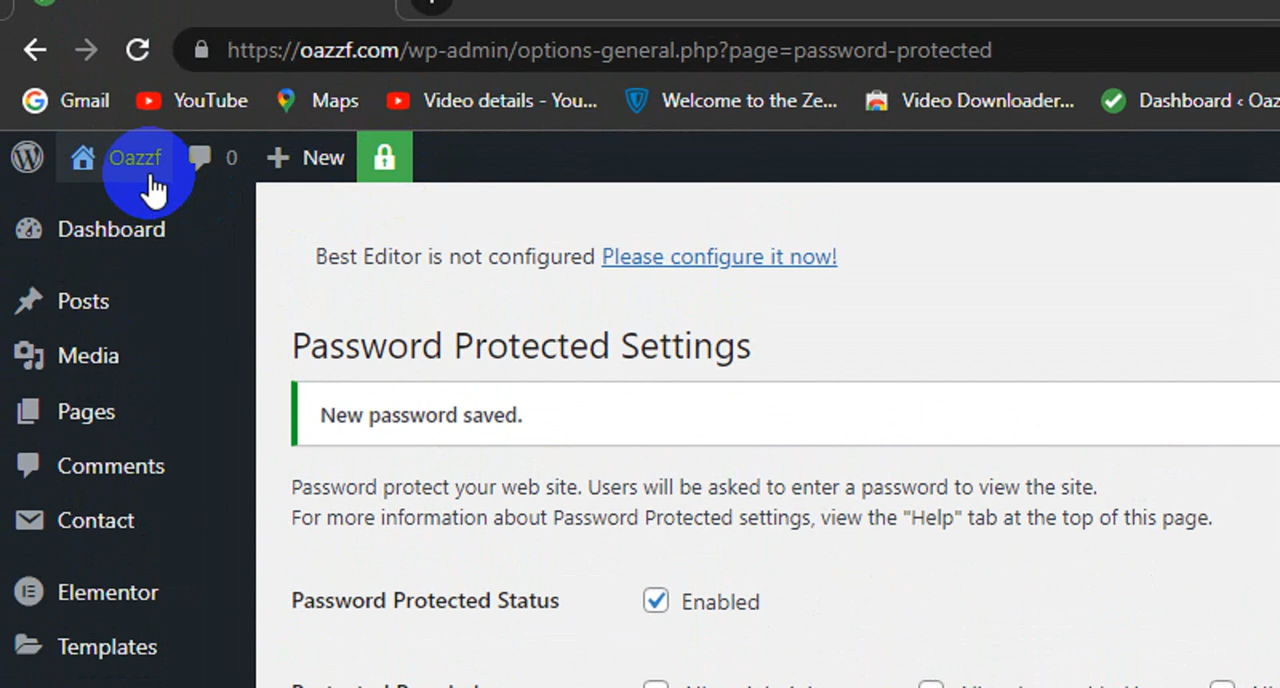 https://oazzf.com/wp-admin/options-general.php?page=password-protected
Gmail YouTube Maps Video details - You... Welcome to the Ze... Video Downloader... Dashboard ‹ Oaz
Oazzf 0 New
Dashboard
Posts
Media
Pages
Comments
Contact
Elementor
Templates
Best Editor is not configured Please configure it now!
Password Protected Settings
New password saved.
Password protect your web site. Users will be asked to enter a password to view the site.
For more information about Password Protected settings, view the "Help" tab at the top of this page.
Password Protected Status Enabled